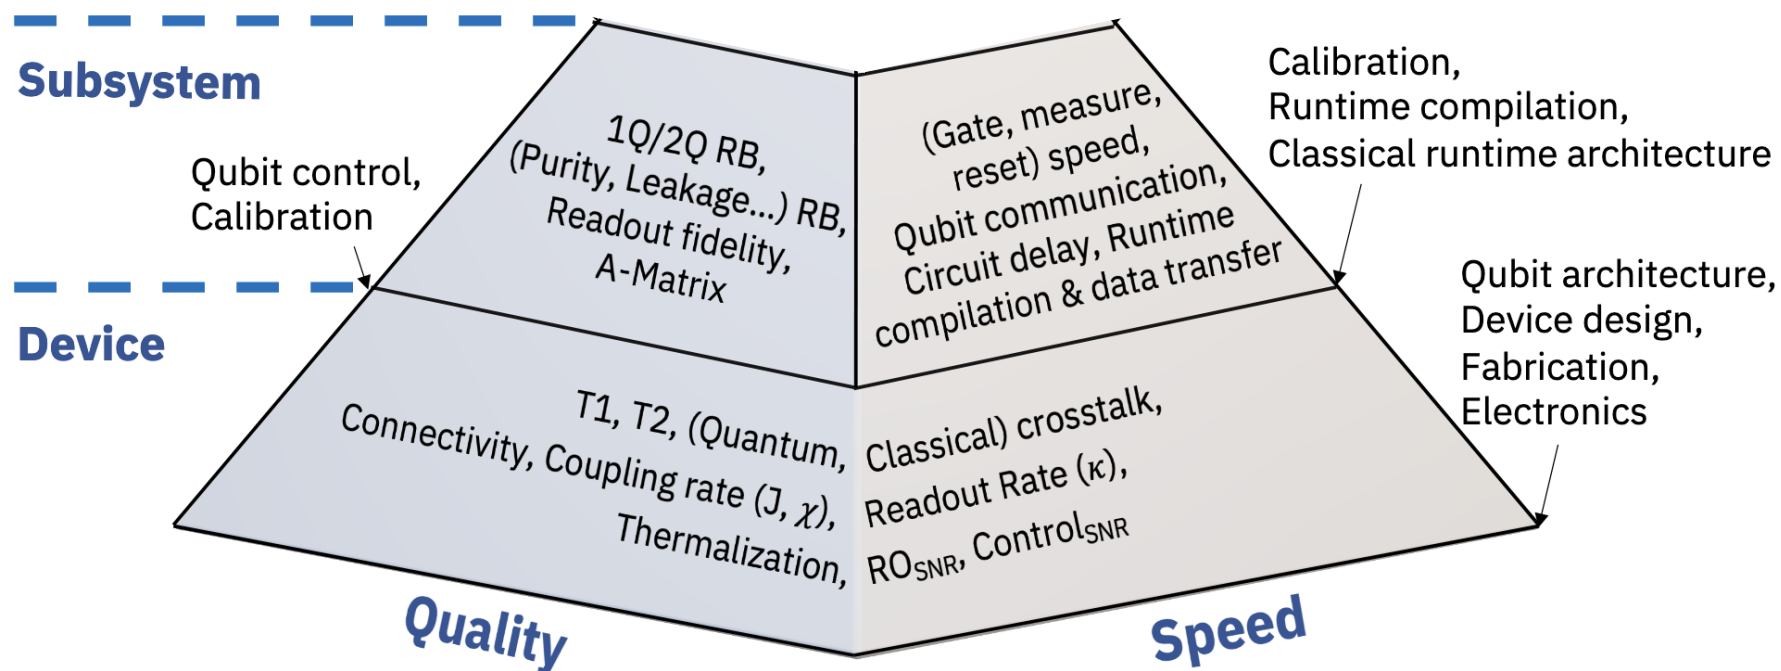 Subsystem
Qubit control,
Calibration
Device
1Q/2Q RB,
(Purity, Leakage...) RB,
Readout fidelity,
A-Matrix
(Gate, measure,
reset) speed,
Qubit communication,
Circuit delay, Runtime
compilation & data transfer
Calibration,
Runtime compilation,
Classical runtime architecture
Qubit architecture,
Device design,
Fabrication,
Electronics
T1, T2, (Quantum, Classical) crosstalk,
Connectivity, Coupling rate (J, χ), Readout Rate (κ),
Thermalization, RO_SNR, Control_SNR
Quality
Speed